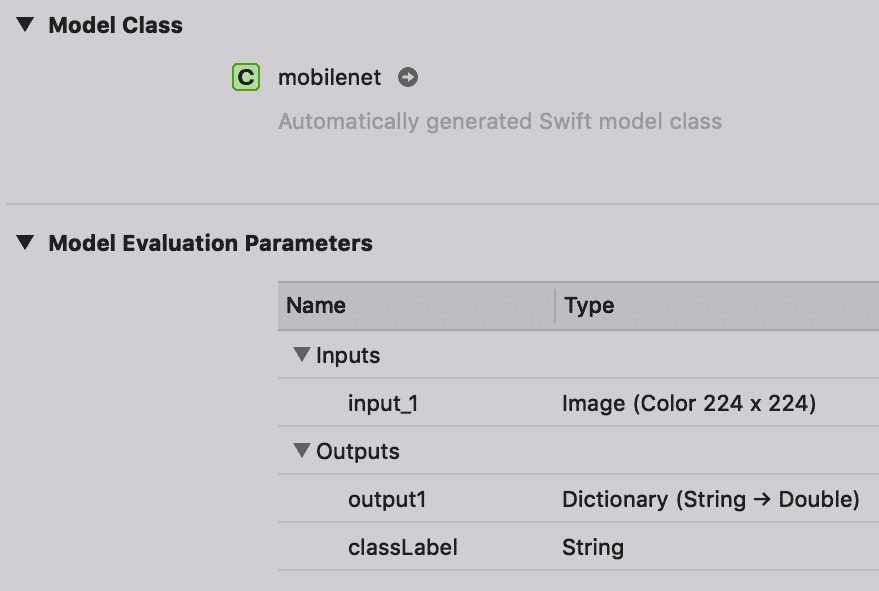 Model Class
C mobilenet
Automatically generated Swift model class
Model Evaluation Parameters
Name Type
Inputs
input_1 Image (Color 224 x 224)
Outputs
output1 Dictionary (String → Double)
classLabel String